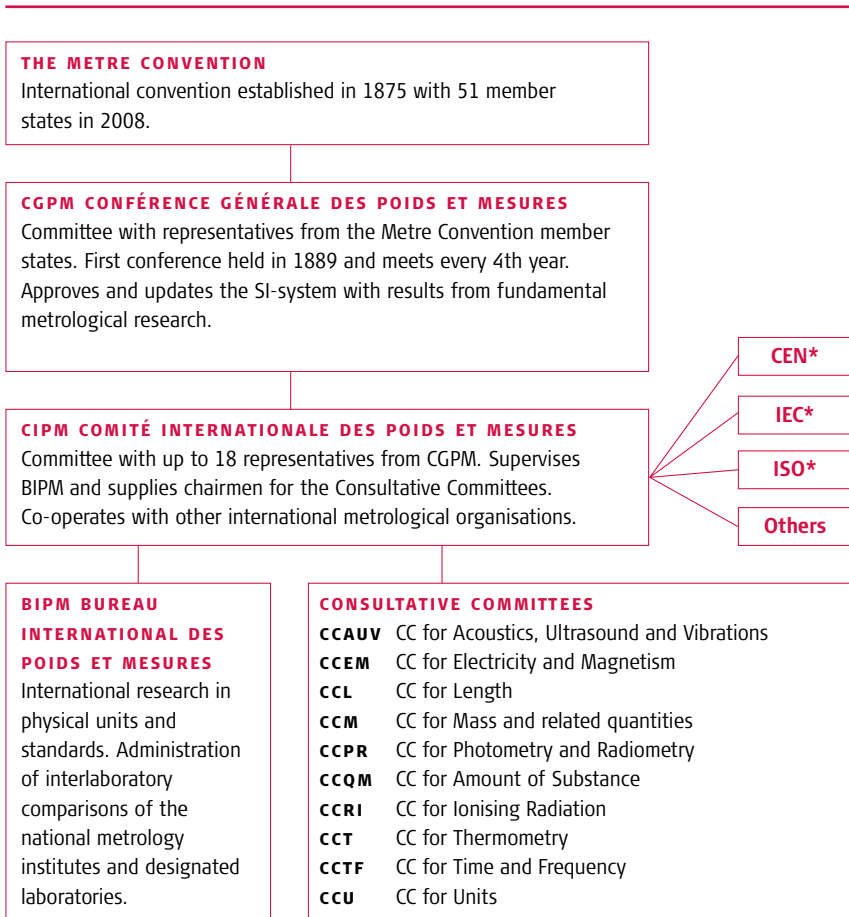 THE METRE CONVENTION
International convention established in 1875 with 51 member
states in 2008.
CGPM CONFÉRENCE GÉNÉRALE DES POIDS ET MESURES
Committee with representatives from the Metre Convention member
states. First conference held in 1889 and meets every 4th year.
Approves and updates the SI-system with results from fundamental
metrological research.
CEN*
IEC*
ISO*
Others
CIPM COMITÉ INTERNATIONALE DES POIDS ET MESURES
Committee with up to 18 representatives from CGPM. Supervises
BIPM and supplies chairmen for the Consultative Committees.
Co-operates with other international metrological organisations.
BIPM BUREAU
INTERNATIONAL DES
POIDS ET MESURES
International research in
physical units and
standards. Administration
of interlaboratory
comparisons of the
national metrology
institutes and designated
laboratories.
CONSULTATIVE COMMITTEES
CCAUV CC for Acoustics, Ultrasound and Vibrations
CCEM CC for Electricity and Magnetism
CCL CC for Length
CCM CC for Mass and related quantities
CCPR CC for Photometry and Radiometry
CCQM CC for Amount of Substance
CCRI CC for Ionising Radiation
CCT CC for Thermometry
CCTF CC for Time and Frequency
CCU CC for Units